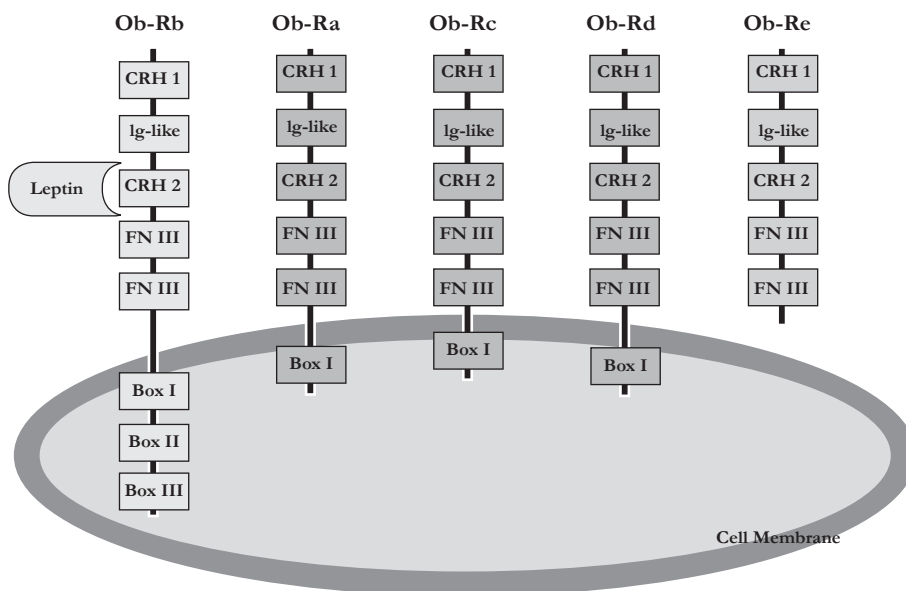 Ob-Rb Ob-Ra Ob-Rc Ob-Rd Ob-Re
CRH 1 CRH 1 CRH 1 CRH 1 CRH 1
lg-like lg-like lg-like lg-like lg-like
Leptin CRH 2 CRH 2 CRH 2 CRH 2 CRH 2
FN III FN III FN III FN III FN III
FN III FN III FN III FN III FN III
Box I Box I Box I Box I
Box II
Box III
Cell Membrane